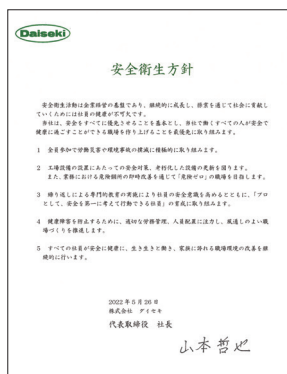 Daiseki
安全衛生方針
安全衛生活動は企業経営の基盤であり、継続的に成長し、操業を通じて社会に貢献し
ていくためには社員の健康が不可欠です。
当社は、安全をすべてに優先させることを基本とし、当社で働くすべての人が安全で
健康に過ごすことができる職場を作り上げることを最優先に取り組みます。
1 全員参加で労働災害や環境事故の撲滅に積極的に取り組みます。
2 工場設備の設置にあたっての安全対策、老朽化した設備の更新を図ります。
また、業務における危険個所の即時改善を通じて「危険ゼロ」の職場を目指します。
3 繰り返しによる専門的教育の実施により社員の安全意識を高めるとともに、「プロ
として、安全を第一に考えて行動できる社員」の育成に取り組みます。
4 健康障害を防止するために、適切な労務管理、人員配置に注力し、風通しのよい職
場づくりを推進します。
5 すべての社員が安全に健康に、生き生きと働き、家族に誇れる職場環境の改善を継
続的に行います。
2022年5月26日
株式会社 ダイセキ
代表取締役 社長
山本哲也